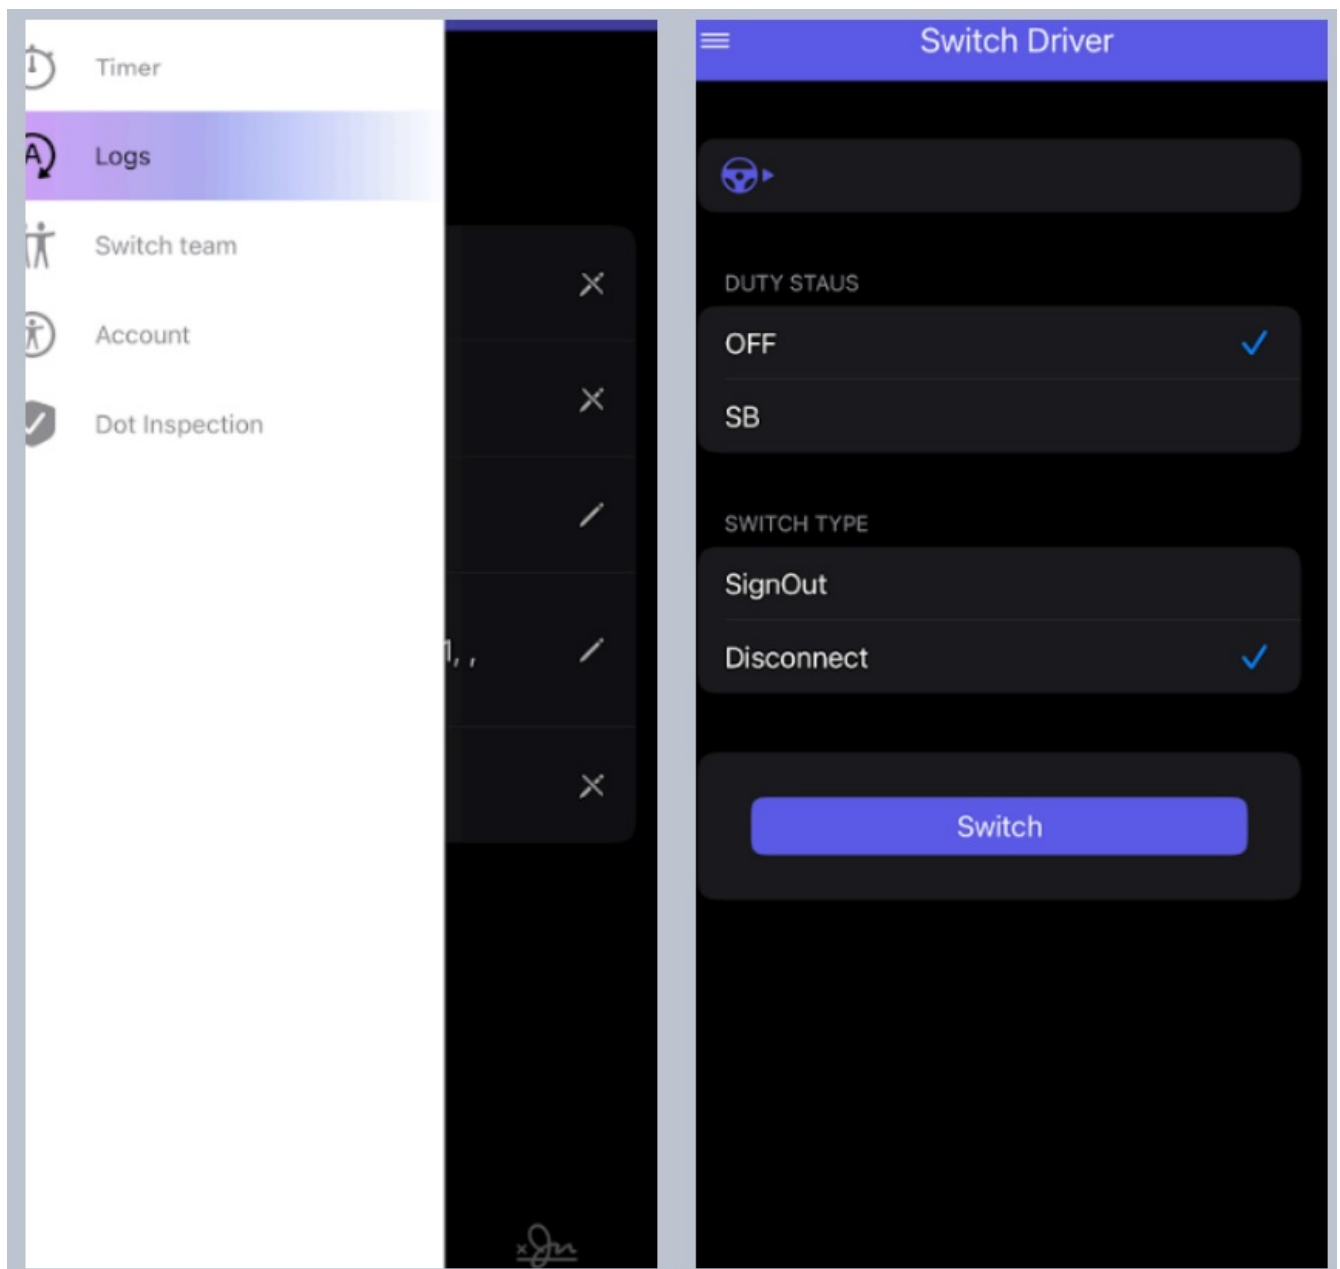 Timer
Logs
Switch team
Account
Dot Inspection
Switch Driver
DUTY STAUS
OFF
SB
SWITCH TYPE
SignOut
Disconnect
Switch